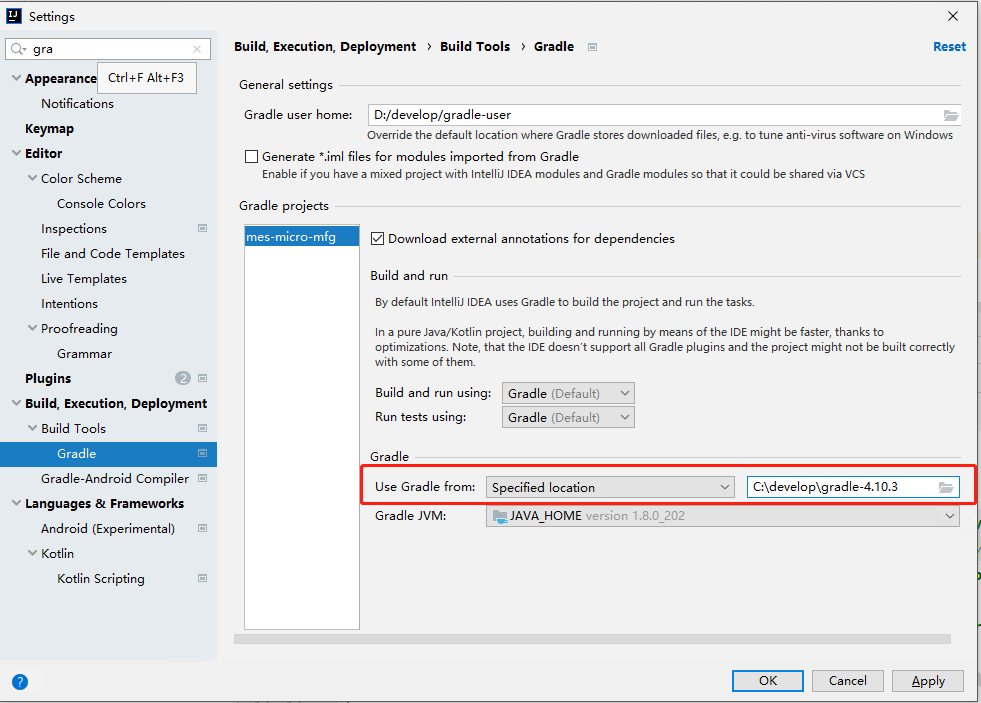 Settings
gra
Ctrl+F Alt+F3
Appearance
Notifications
Keymap
Editor
Color Scheme
Console Colors
Inspections
File and Code Templates
Live Templates
Intentions
Proofreading
Grammar
Plugins 2
Build, Execution, Deployment
Build Tools
Gradle
Gradle-Android Compiler
Languages & Frameworks
Android (Experimental)
Kotlin
Kotlin Scripting
Build, Execution, Deployment › Build Tools › Gradle
Reset
General settings
Gradle user home: D:/develop/gradle-user
Override the default location where Gradle stores downloaded files, e.g. to tune anti-virus software on Windows
Generate *.iml files for modules imported from Gradle
Enable if you have a mixed project with IntelliJ IDEA modules and Gradle modules so that it could be shared via VCS
Gradle projects
mes-micro-mfg
Download external annotations for dependencies
Build and run
By default IntelliJ IDEA uses Gradle to build the project and run the tasks.
In a pure Java/Kotlin project, building and running by means of the IDE might be faster, thanks to
optimizations. Note, that the IDE doesn't support all Gradle plugins and the project might not be built correctly
with some of them.
Build and run using: Gradle (Default)
Run tests using: Gradle (Default)
Gradle
Use Gradle from: Specified location C:\develop\gradle-4.10.3
Gradle JVM: JAVA_HOME version 1.8.0_202
?
OK Cancel Apply